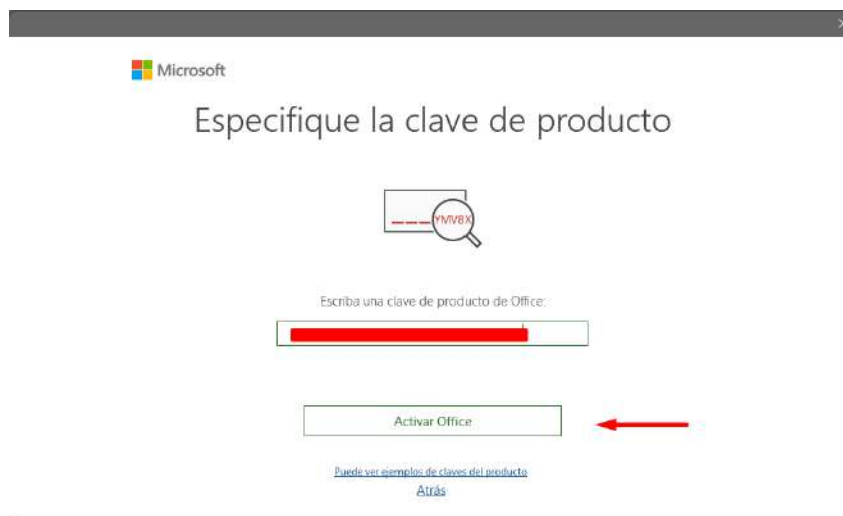 Microsoft
Especifique la clave de producto
YMV8X
Escriba una clave de producto de Office:
Activar Office
Puede ver ejemplos de claves del producto
Atrás